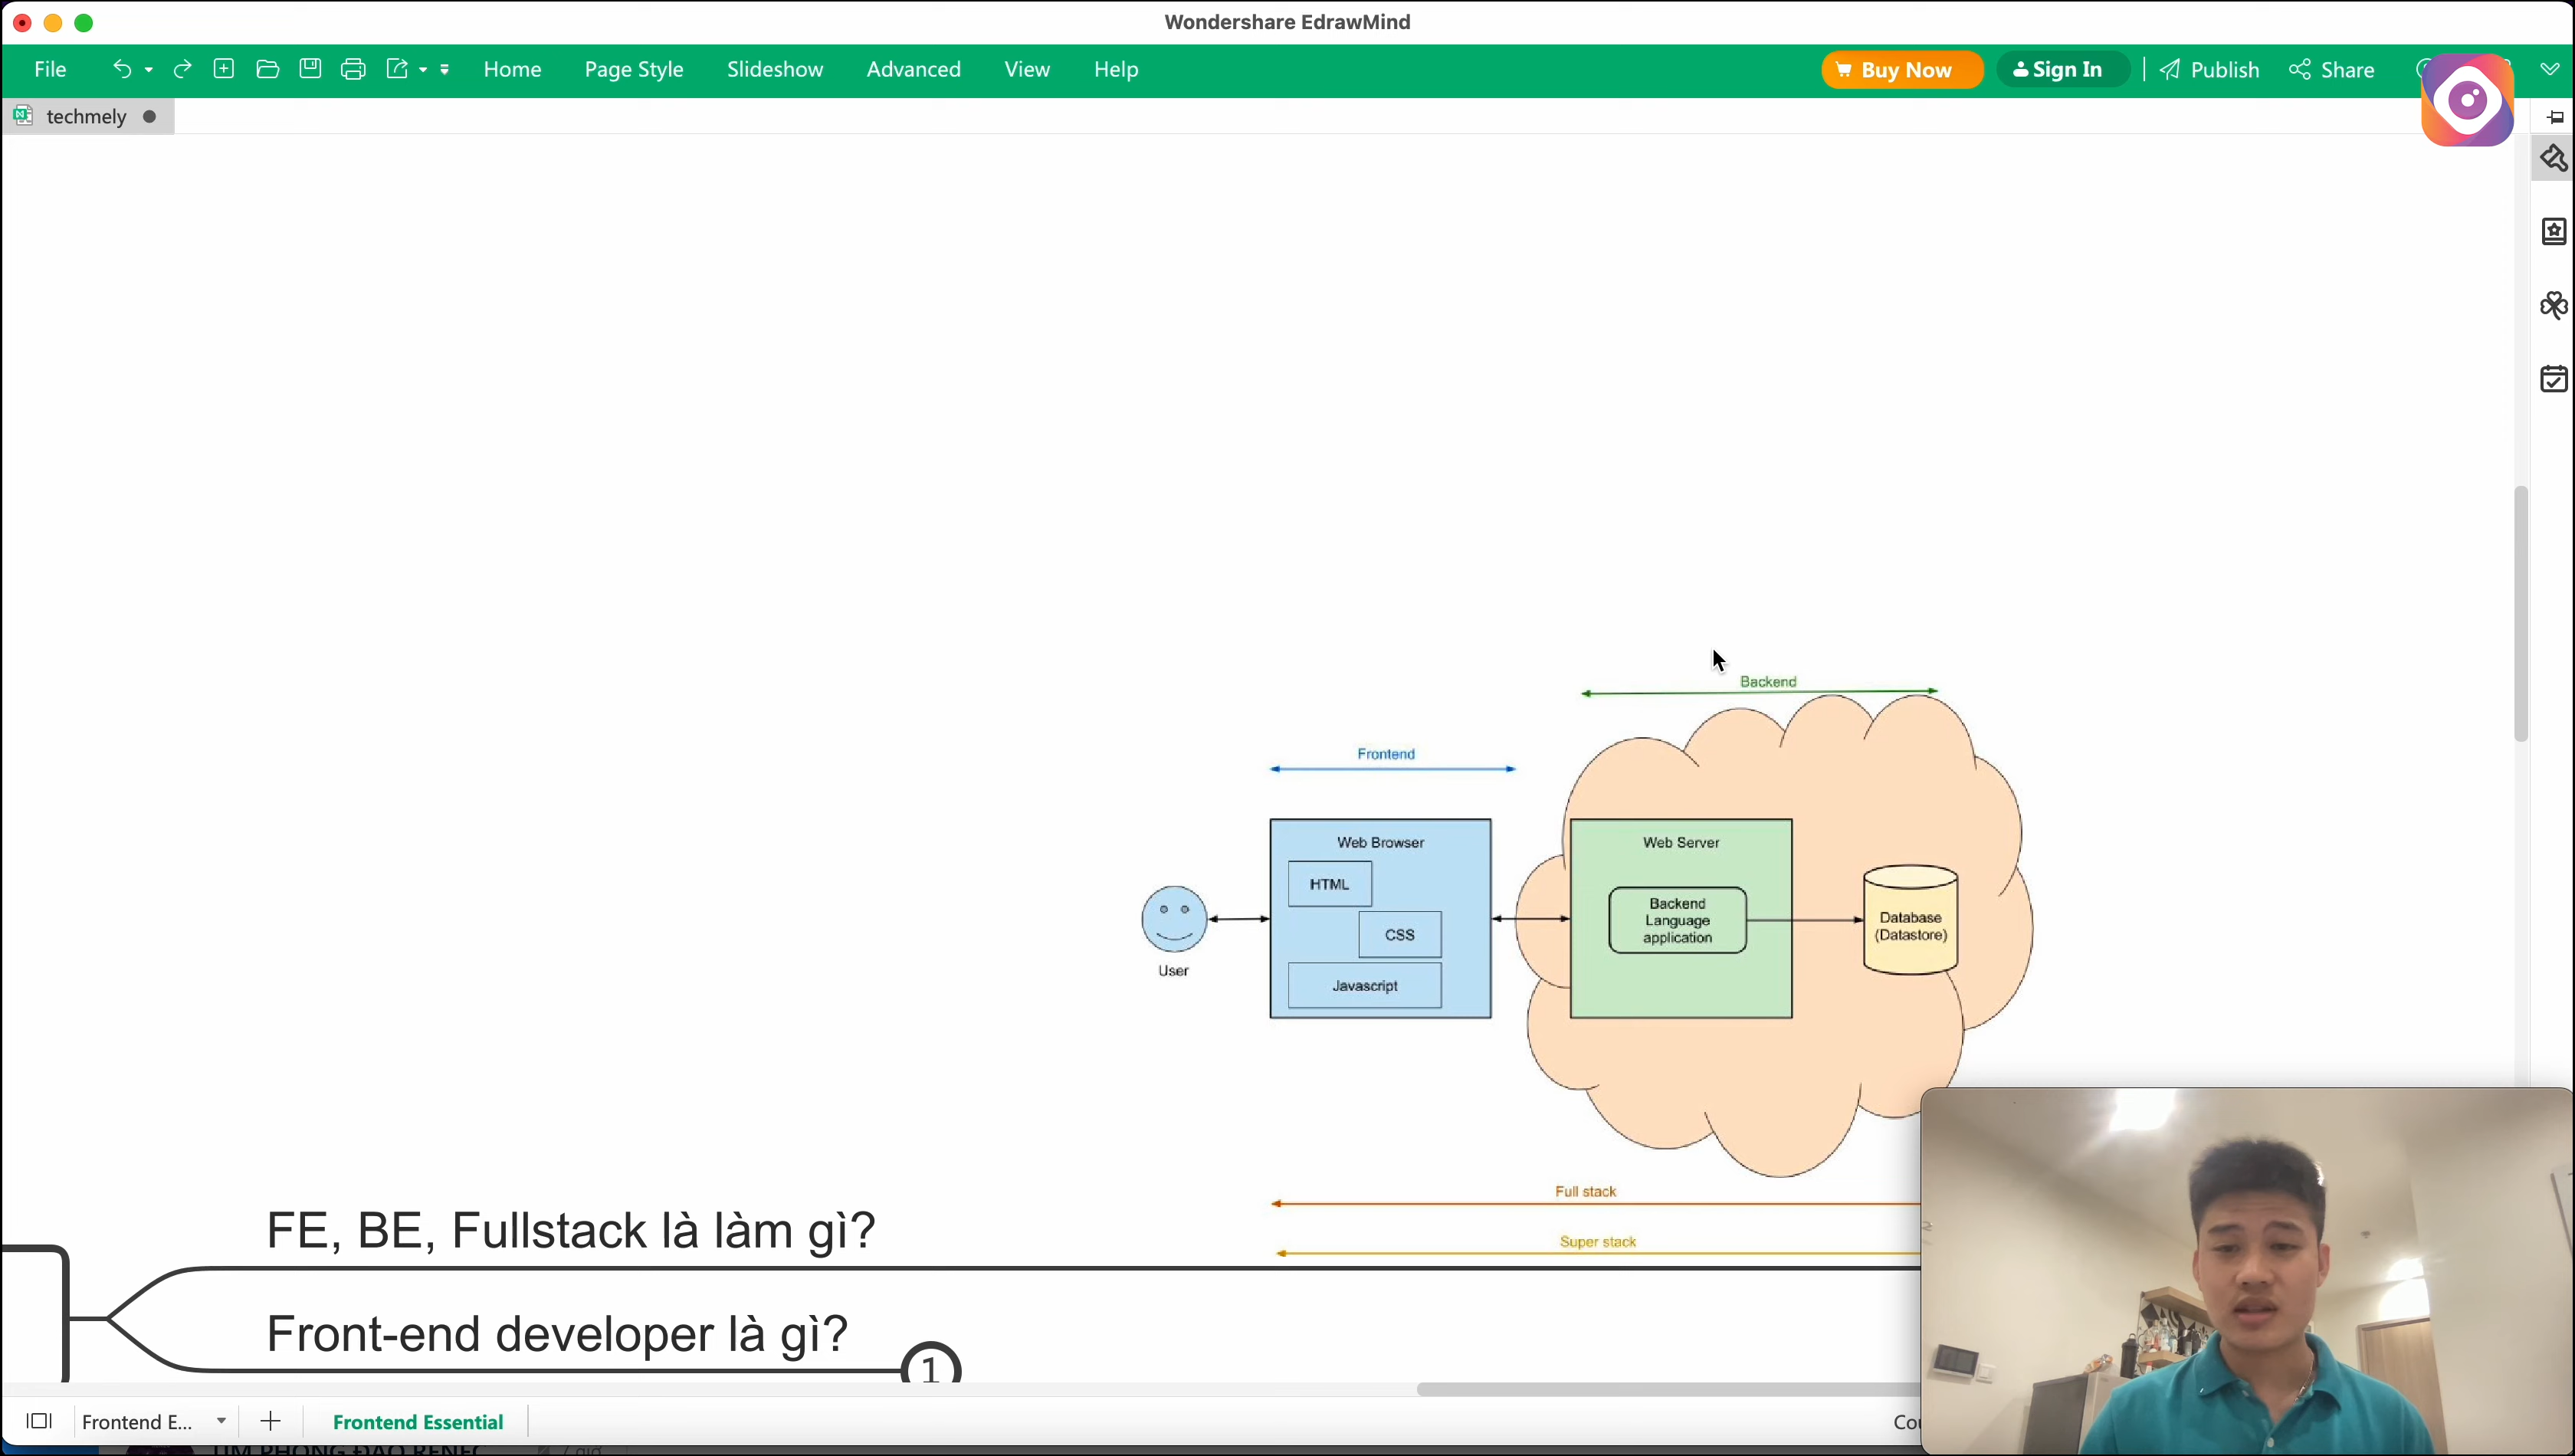 Wondershare EdrawMind
File
Home
Page Style
Slideshow
Advanced
View
Help
Buy Now
Sign In
Publish
Share
techmely
Backend
Frontend
Web Browser
HTML
CSS
Javascript
User
Web Server
Backend
Language
application
Database
(Datastore)
Full stack
Super stack
FE, BE, Fullstack là làm gì?
Front-end developer là gì?
1
Frontend E...
Frontend Essential